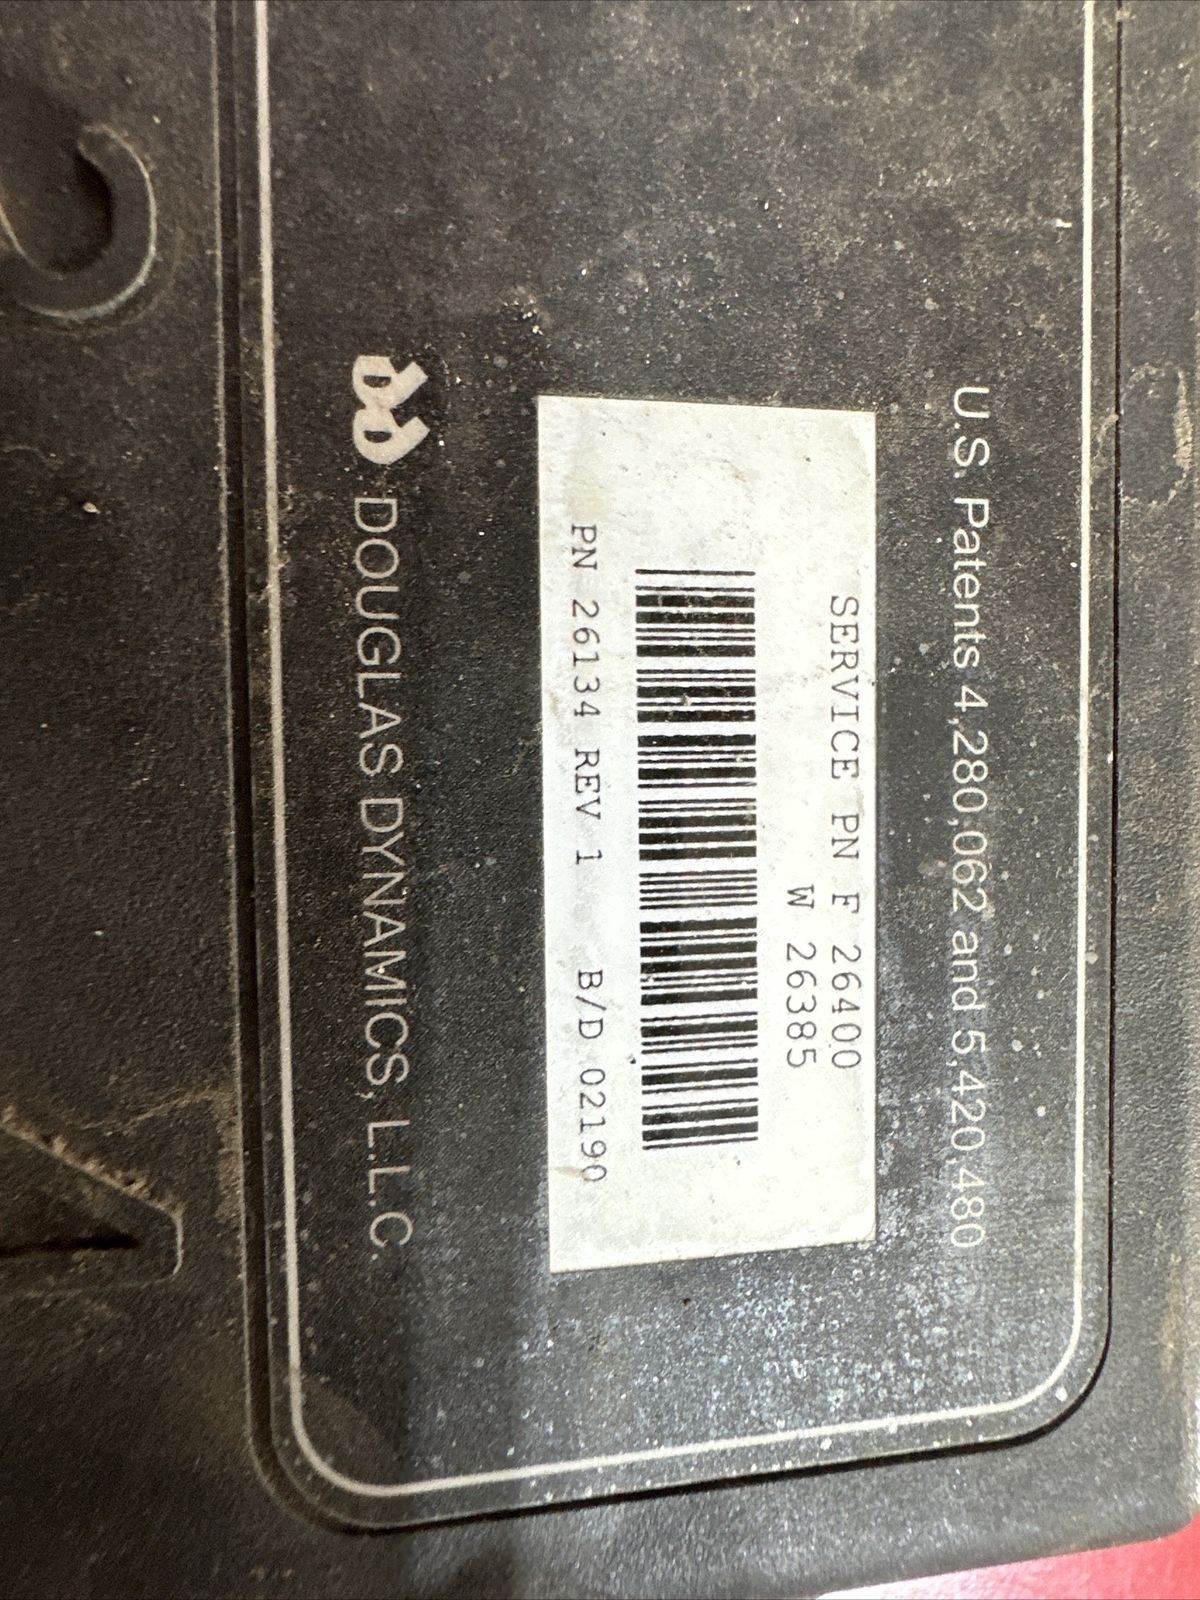 U.S. Patents 4,280,062 and 5,420,480
SERVICE PN F 26400
W 26385
PN 26134 REV 1 B/D 02190
DOUGLAS DYNAMICS, L.L.C.